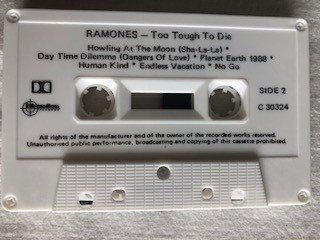 RAMONES — Too Tough To Die
Howling At The Moon (Sha-La-La) *
Day Time Dilemma (Dangers Of Love) * Planet Earth 1988 *
Human Kind * Endless Vacation * No Go
SIDE 2
C 30324
All rights of the manufacturer and of the owner of the recorded works reserved.
Unauthorised public performance, broadcasting and copying of this cassette prohibited.